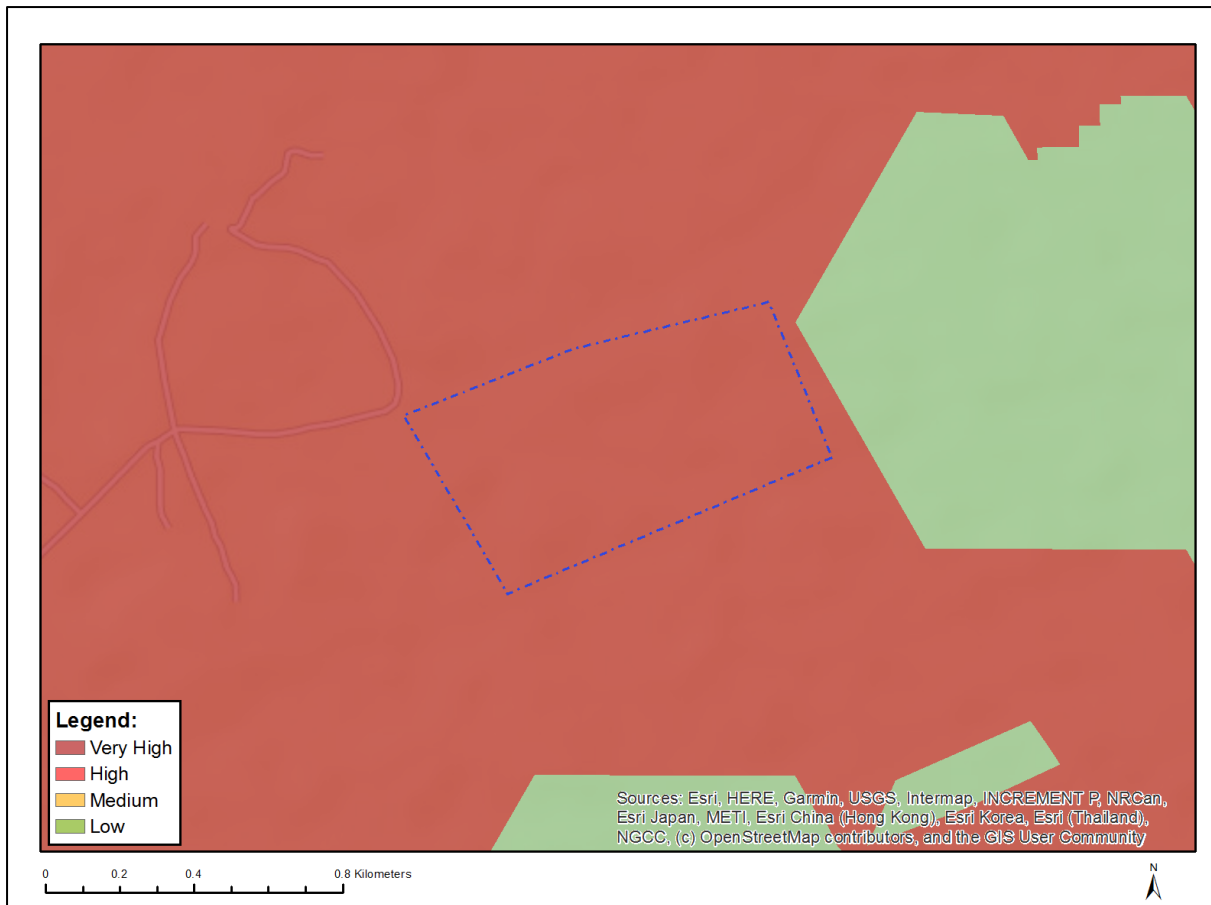 Legend:
Very High
High
Medium
Low
Sources: Esri, HERE, Garmin, USGS, Intermap, INCREMENT P, NRCan,
Esri Japan, METI, Esri China (Hong Kong), Esri Korea, Esri (Thailand),
NGCC, (c) OpenStreetMap contributors, and the GIS User Community
0 0.2 0.4 0.8 Kilometers
N